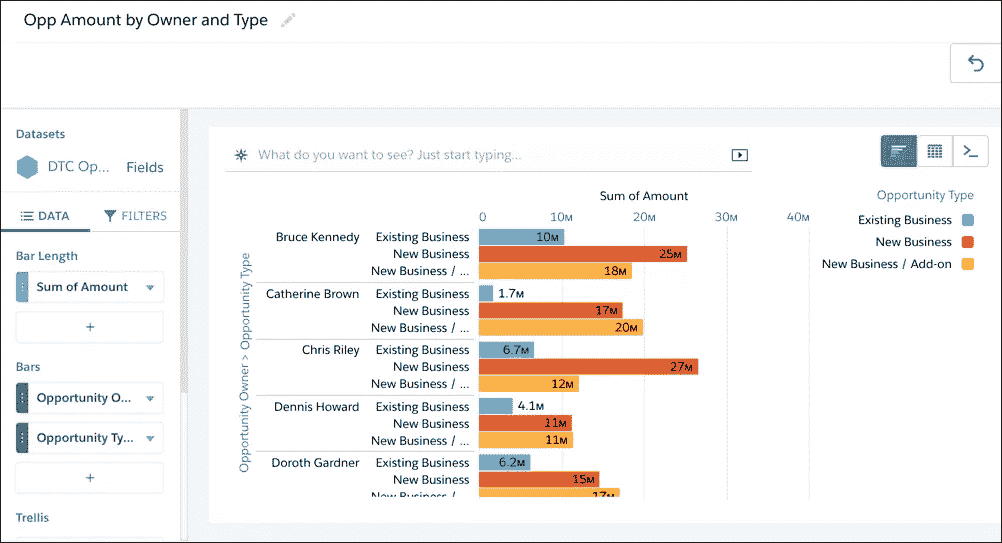 Opp Amount by Owner and Type
Datasets
DTC Op... Fields
DATA FILTERS
Bar Length
Sum of Amount
+
Bars
Opportunity O...
Opportunity Ty...
+
Trellis
What do you want to see? Just start typing...
Sum of Amount
0 10M 20M 30M 40M
Opportunity Owner > Opportunity Type
Bruce Kennedy Existing Business 10M
New Business 25M
New Business / ... 18M
Catherine Brown Existing Business 1.7M
New Business 17M
New Business / ... 20M
Chris Riley Existing Business 6.7M
New Business 27M
New Business / ... 12M
Dennis Howard Existing Business 4.1M
New Business 11M
New Business / ... 11M
Doroth Gardner Existing Business 6.2M
New Business 15M
New Business / ... 17M
Opportunity Type
Existing Business
New Business
New Business / Add-on